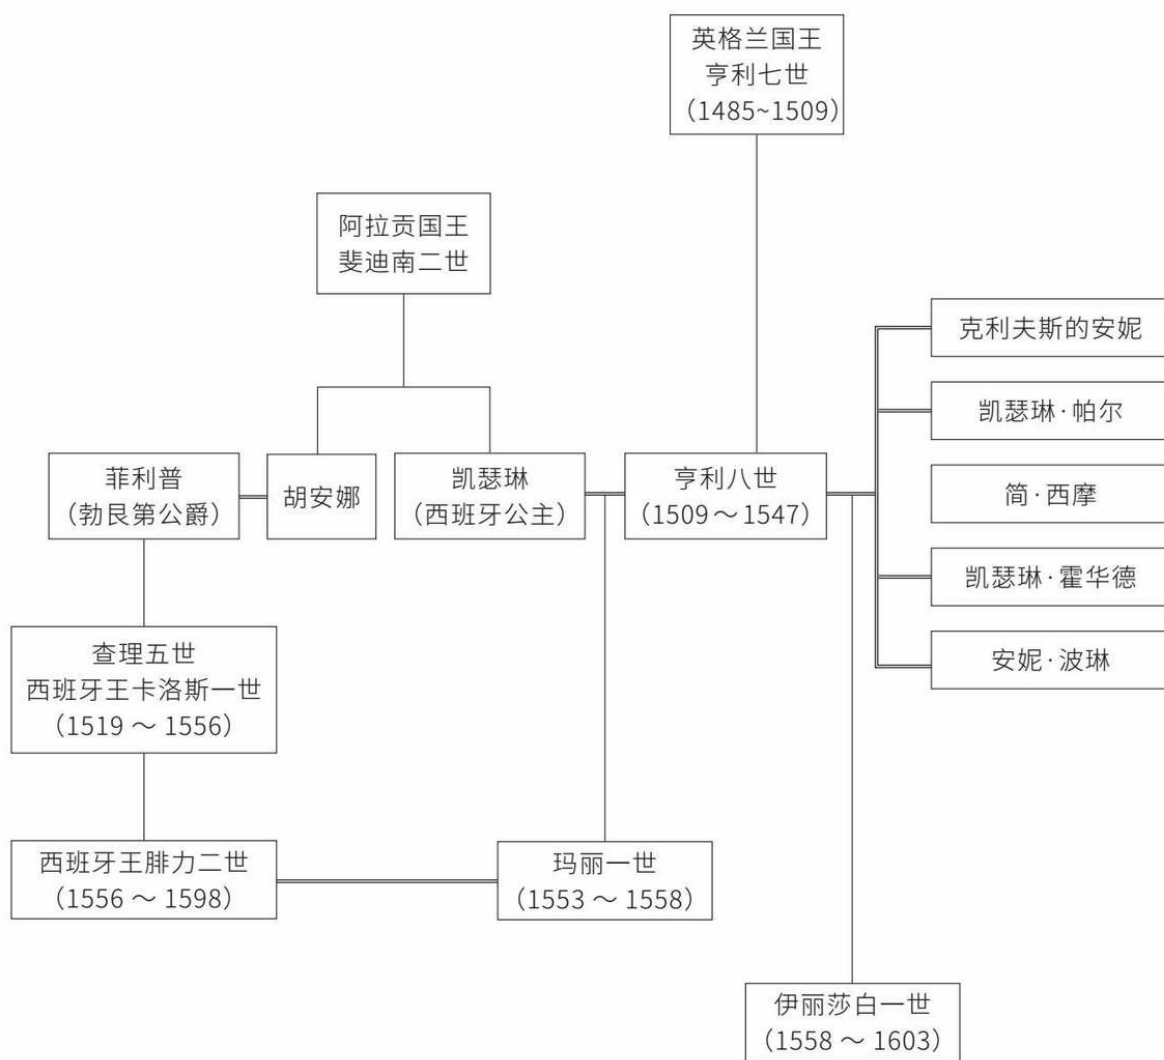 英格兰国王
亨利七世
（1485~1509）
阿拉贡国王
斐迪南二世
克利夫斯的安妮
凯瑟琳·帕尔
菲利普
（勃艮第公爵）
胡安娜
凯瑟琳
（西班牙公主）
亨利八世
（1509～1547）
简·西摩
凯瑟琳·霍华德
安妮·波琳
查理五世
西班牙王卡洛斯一世
（1519 ～ 1556）
西班牙王腓力二世
（1556 ～ 1598）
玛丽一世
（1553 ～ 1558）
伊丽莎白一世
（1558 ～ 1603）